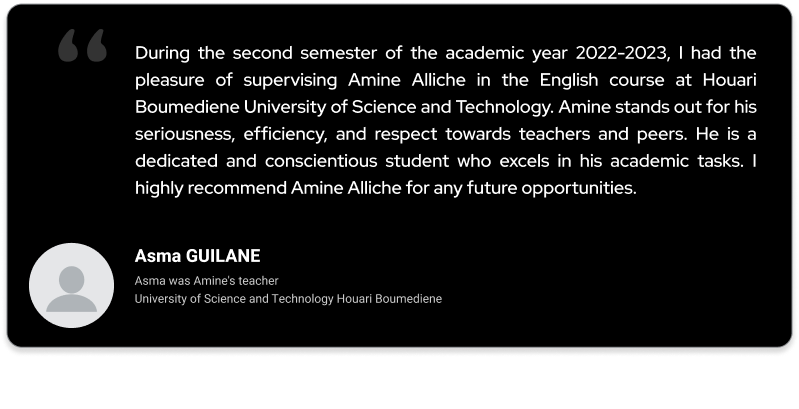 “
During the second semester of the academic year 2022-2023, I had the
pleasure of supervising Amine Alliche in the English course at Houari
Boumediene University of Science and Technology. Amine stands out for his
seriousness, efficiency, and respect towards teachers and peers. He is a
dedicated and conscientious student who excels in his academic tasks. I
highly recommend Amine Alliche for any future opportunities.
Asma GUILANE
Asma was Amine's teacher
University of Science and Technology Houari Boumediene